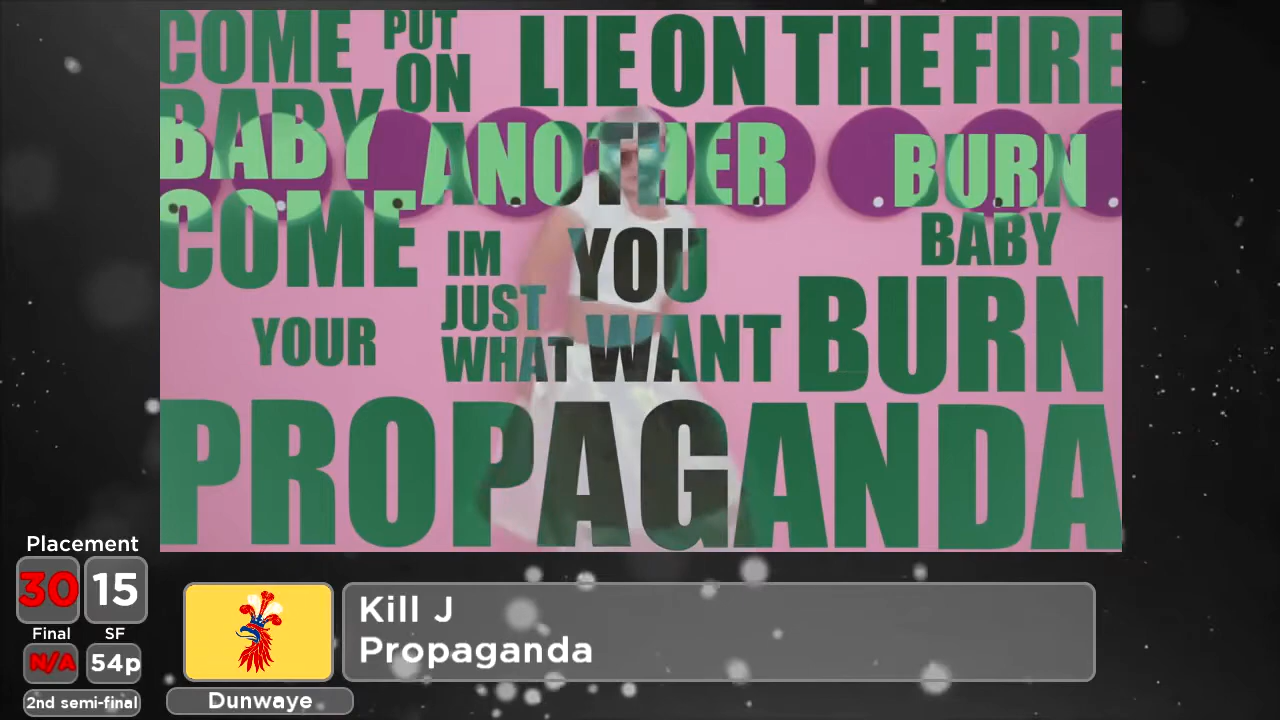 COME PUT ON LIE ON THE FIRE
BABY ANOTHER BURN
COME IM YOU BABY
YOUR JUST WHAT WANT BURN
PROPAGANDA
Placement
30 15
Final SF
N/A 54p
2nd semi-final
Kill J
Propaganda
Dunwaye